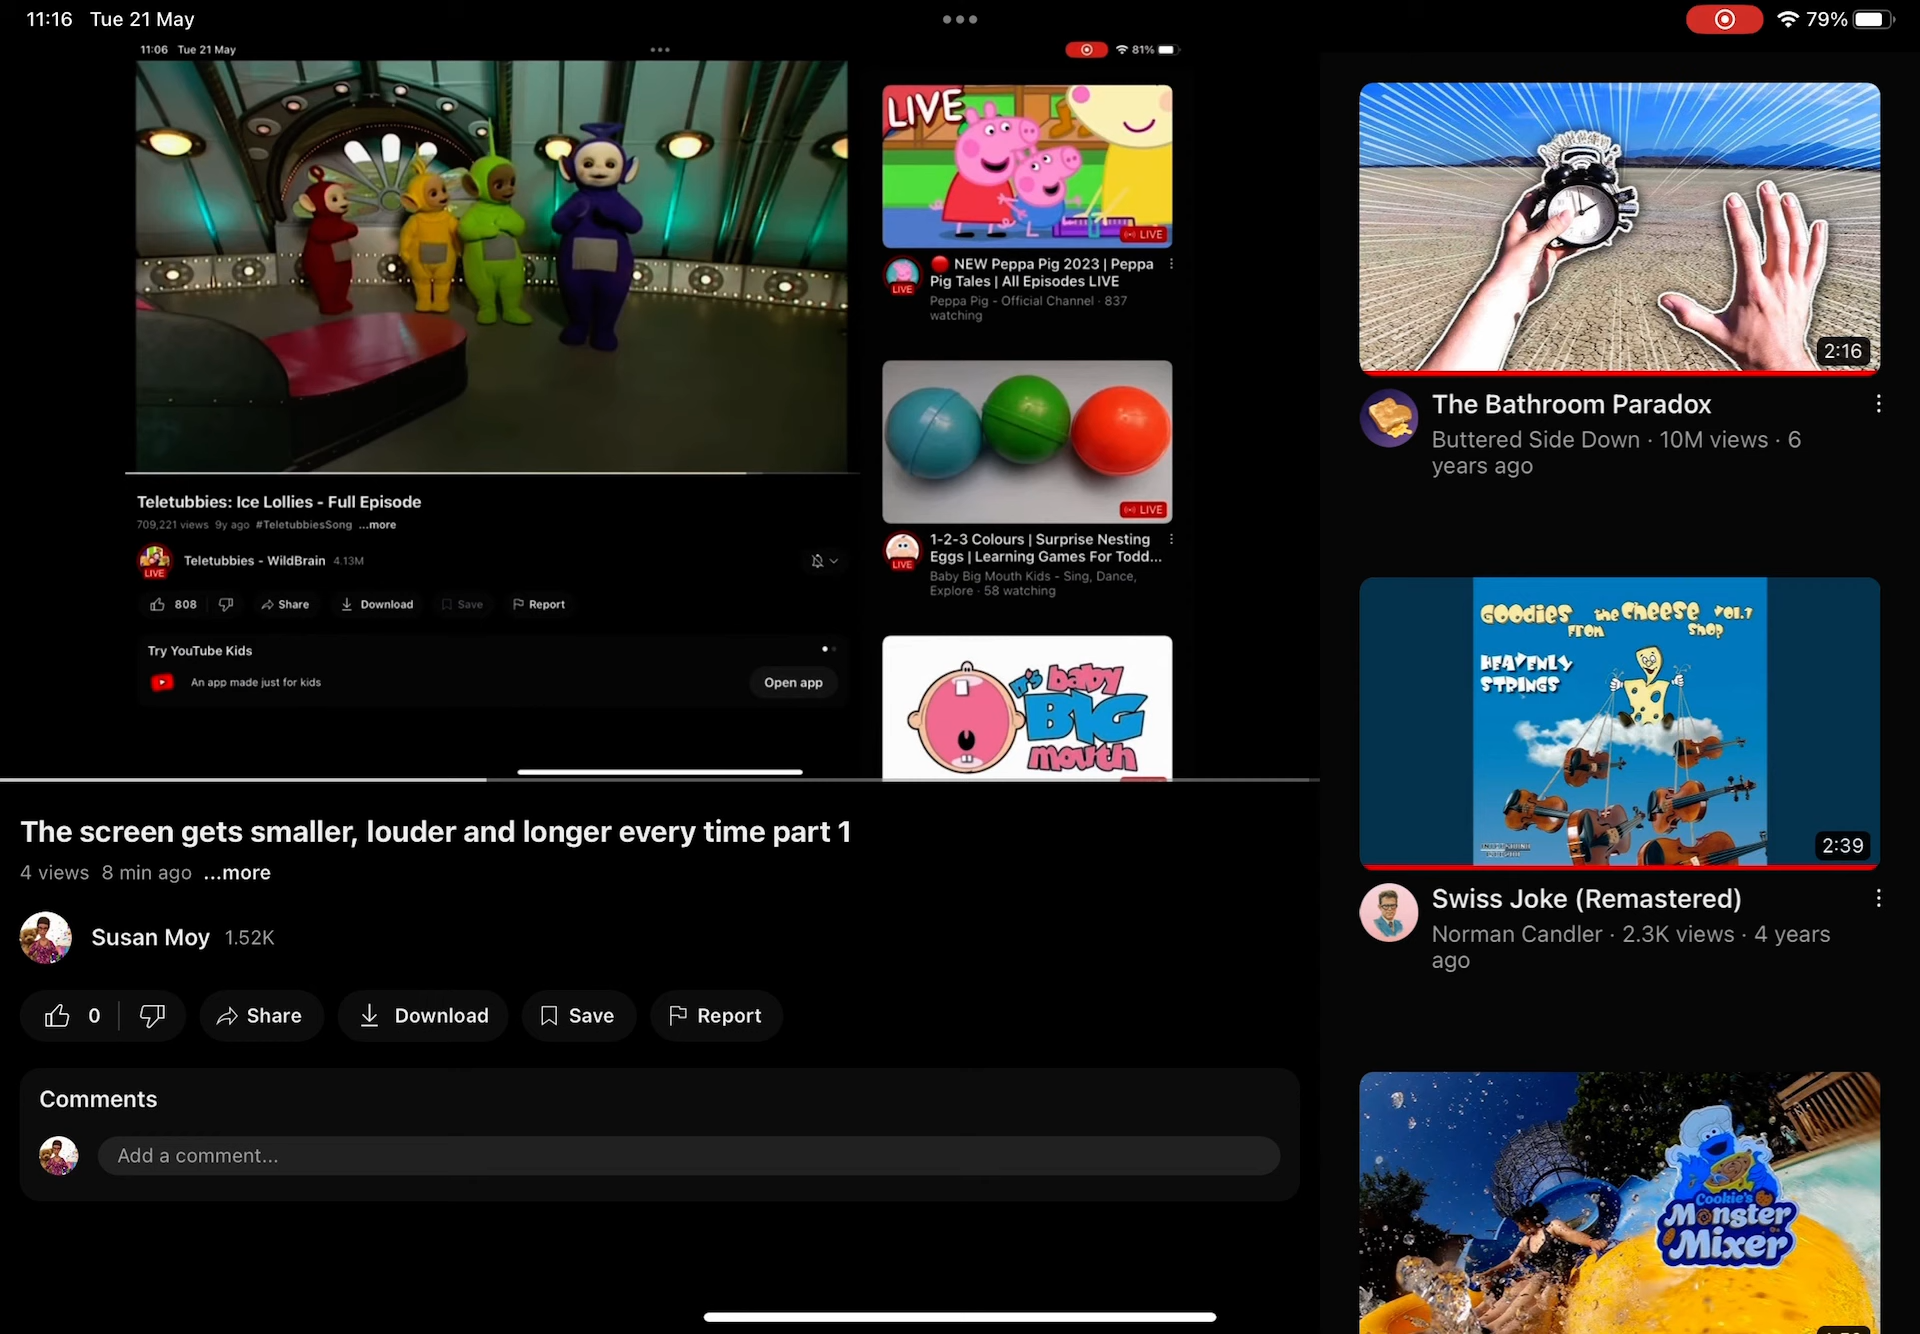 11:16 Tue 21 May
79%
11:06 Tue 21 May
81%
LIVE
LIVE
LIVE
NEW Peppa Pig 2023 | Peppa
Pig Tales | All Episodes LIVE
Peppa Pig - Official Channel · 837
watching
LIVE
LIVE
1-2-3 Colours | Surprise Nesting
Eggs | Learning Games For Todd...
Baby Big Mouth Kids - Sing, Dance,
Explore · 58 watching
it's baby
BIG
mouth
Teletubbies: Ice Lollies - Full Episode
709,221 views 9y ago #TeletubbiesSong ...more
LIVE
Teletubbies - WildBrain 4.13M
808
Share
Download
Save
Report
Try YouTube Kids
An app made just for kids
Open app
The screen gets smaller, louder and longer every time part 1
4 views 8 min ago ...more
Susan Moy 1.52K
0
Share
Download
Save
Report
Comments
Add a comment...
2:16
The Bathroom Paradox
Buttered Side Down · 10M views · 6
years ago
Goodies from the Cheese Shop Vol.1
HEAVENLY
STRINGS
2:39
Swiss Joke (Remastered)
Norman Candler · 2.3K views · 4 years
ago
Cookie's
Monster
Mixer